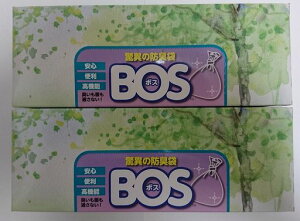 驚異の防臭袋
安心
便利
高機能
臭いも菌も
通さない!
BOS
ボス
驚異の防臭袋
安心
便利
高機能
臭いも菌も
通さない!
BOS
ボス